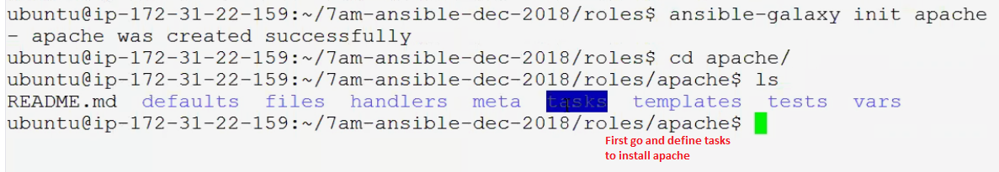 ubuntu@ip-172-31-22-159:~/7am-ansible-dec-2018/roles$ ansible-galaxy init apache
- apache was created successfully
ubuntu@ip-172-31-22-159:~/7am-ansible-dec-2018/roles$ cd apache/
ubuntu@ip-172-31-22-159:~/7am-ansible-dec-2018/roles/apache$ ls
README.md defaults files handlers meta tasks templates tests vars
ubuntu@ip-172-31-22-159:~/7am-ansible-dec-2018/roles/apache$
First go and define tasks
to install apache